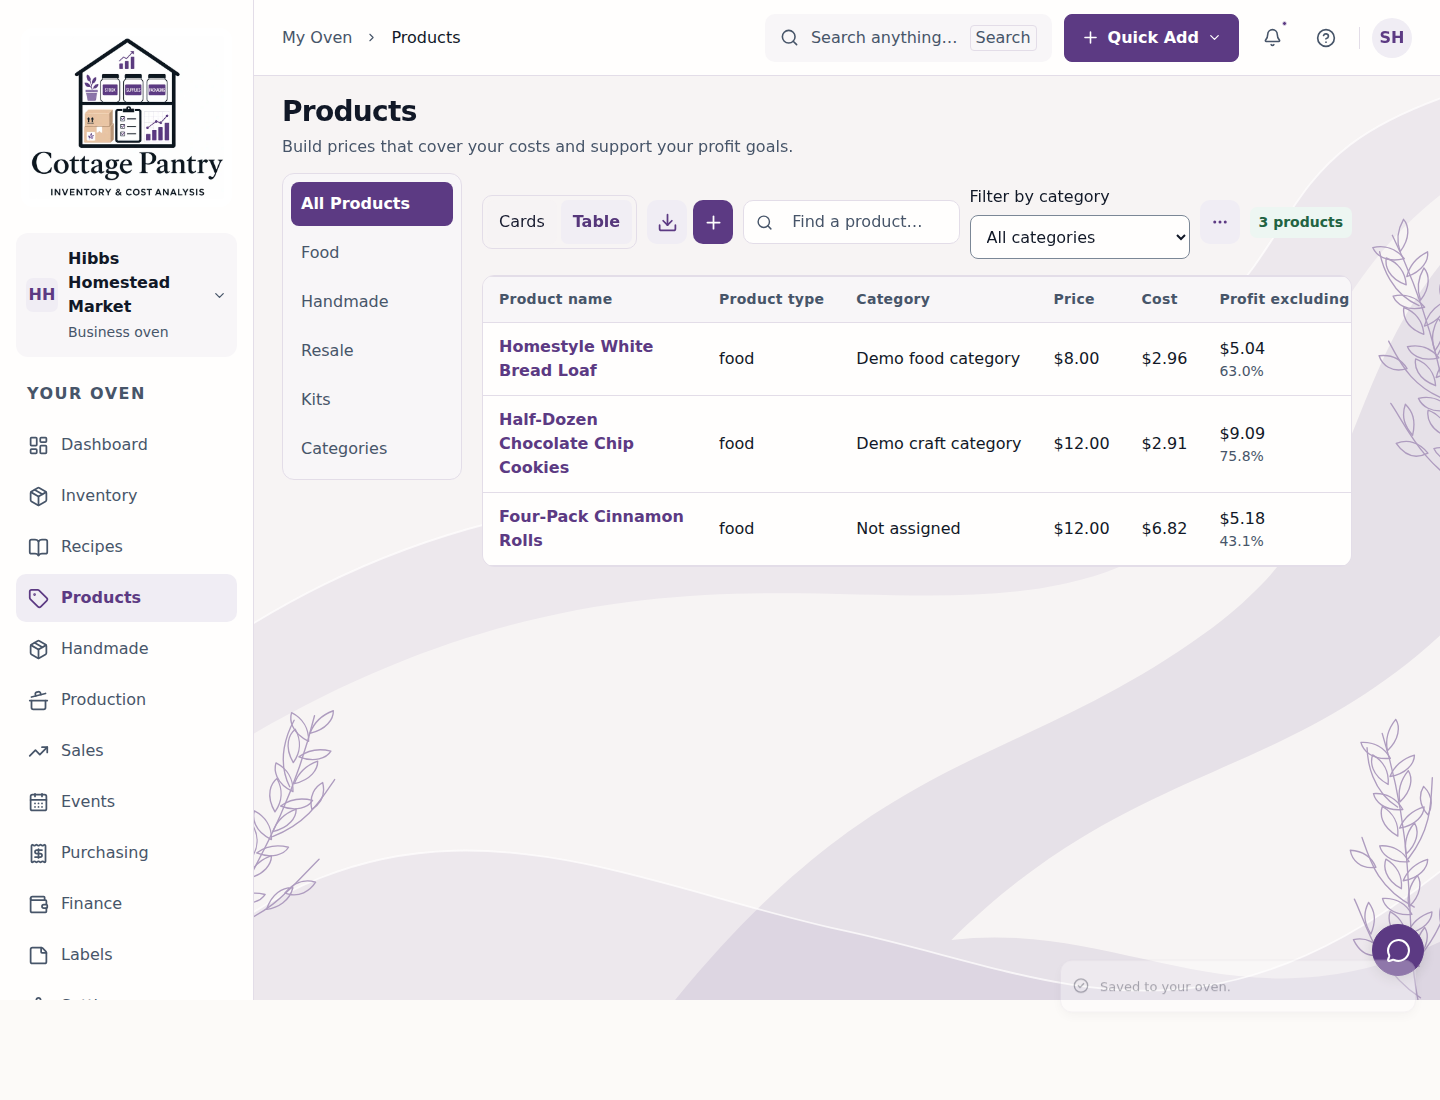 Cottage Pantry
INVENTORY & COST ANALYSIS
HH
Hibbs
Homestead
Market
Business oven
YOUR OVEN
Dashboard
Inventory
Recipes
Products
Handmade
Production
Sales
Events
Purchasing
Finance
Labels
My Oven > Products
Search anything... Search
+ Quick Add
SH
Products
Build prices that cover your costs and support your profit goals.
All Products
Food
Handmade
Resale
Kits
Categories
Cards Table
Find a product...
Filter by category
All categories
3 products
Product name Product type Category Price Cost Profit excluding
Homestyle White
Bread Loaf
food Demo food category $8.00 $2.96 $5.04
63.0%
Half-Dozen
Chocolate Chip
Cookies
food Demo craft category $12.00 $2.91 $9.09
75.8%
Four-Pack Cinnamon
Rolls
food Not assigned $12.00 $6.82 $5.18
43.1%
Saved to your oven.